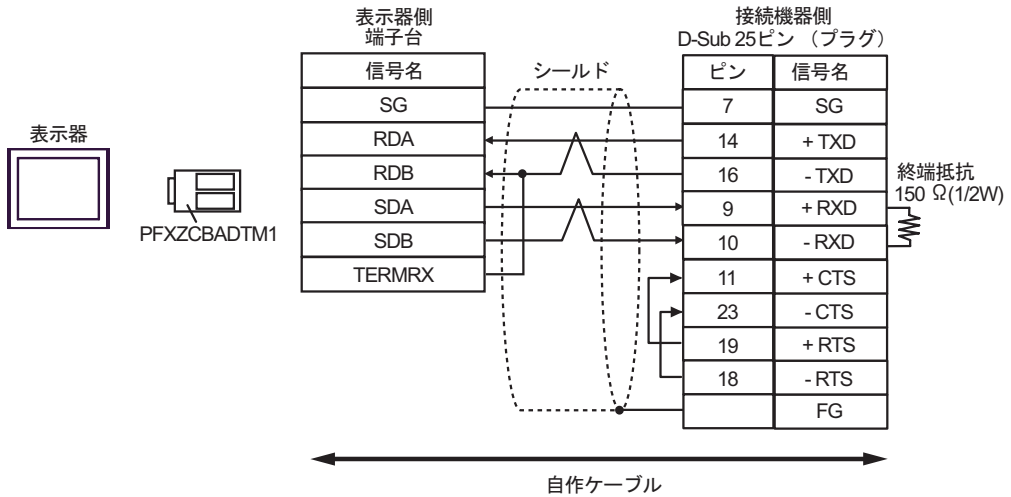 表示器側
端子台
接続機器側
D-Sub 25ピン （プラグ）
信号名
シールド
ピン
信号名
SG
7
SG
表示器
RDA
14
+ TXD
RDB
16
- TXD
終端抵抗
150 Ω(1/2W)
SDA
9
+ RXD
PFXZCBADTM1
SDB
10
- RXD
TERMRX
11
+ CTS
23
- CTS
19
+ RTS
18
- RTS
FG
自作ケーブル